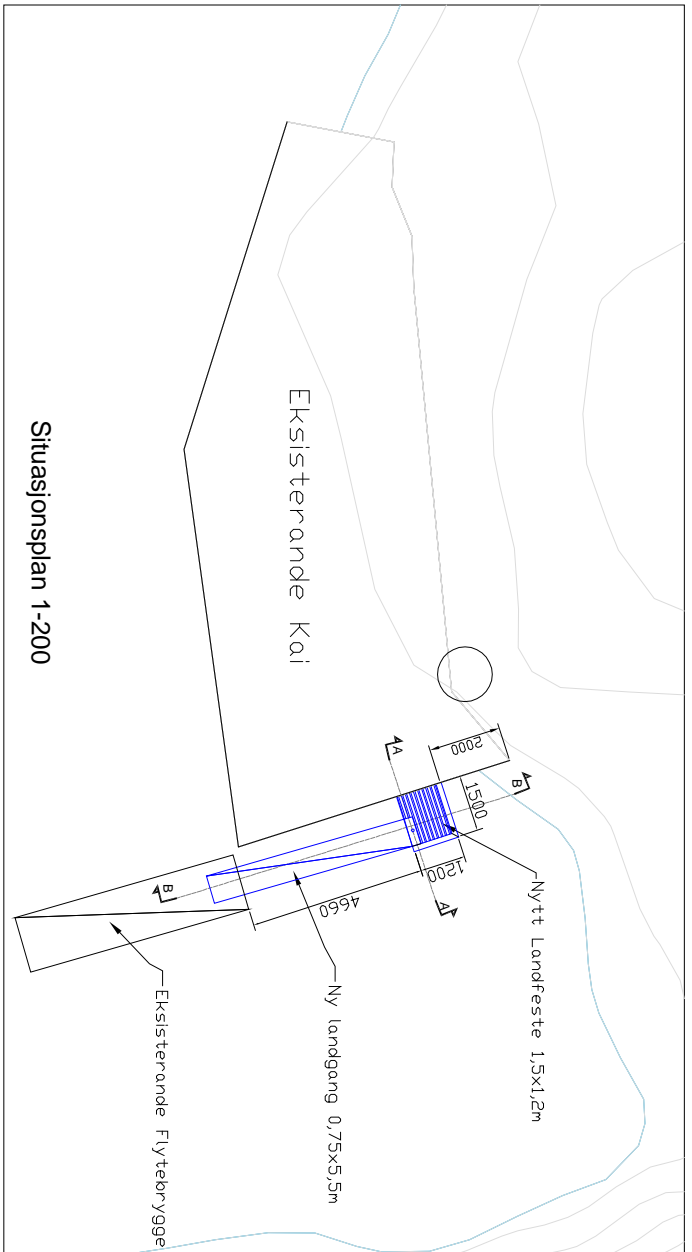 Eksisterande Kai
2000
A
B
1500
Nytt Landfeste 1,5x1,2m
1200
A
4660
B
Ny landgang 0,75x5,5m
Eksisterande Flytebrygge
Situasjonsplan 1-200